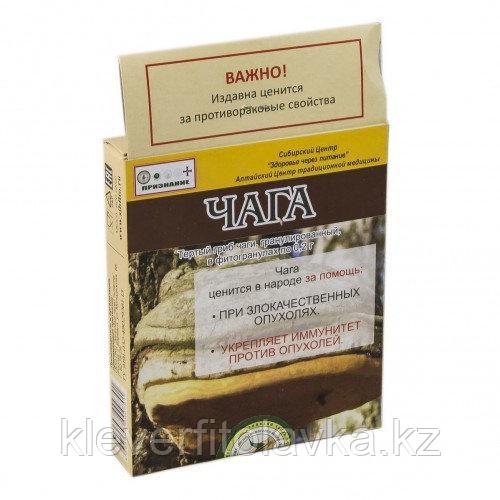 ВАЖНО!
Издавна ценится
за противораковые свойства
Сибирский Центр
"Здоровье через питание"
Алтайский Центр традиционной медицины
ПРИЗНАНИЕ
ЧАГА
Тертый гриб чаги, гранулированный,
в фитогранулах по 0,2 г
Чага
ценится в народе за помощь:
• ПРИ ЗЛОКАЧЕСТВЕННЫХ
ОПУХОЛЯХ.
• УКРЕПЛЯЕТ ИММУНИТЕТ
ПРОТИВ ОПУХОЛЕЙ.
kleverfitolavka.kz